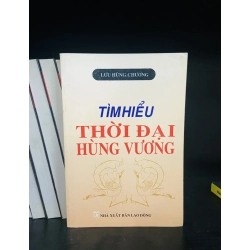 LƯU HÙNG CHƯƠNG
TÌM HIỂU
THỜI ĐẠI
HÙNG VƯƠNG
NHÀ XUẤT BẢN LAO ĐỘNG